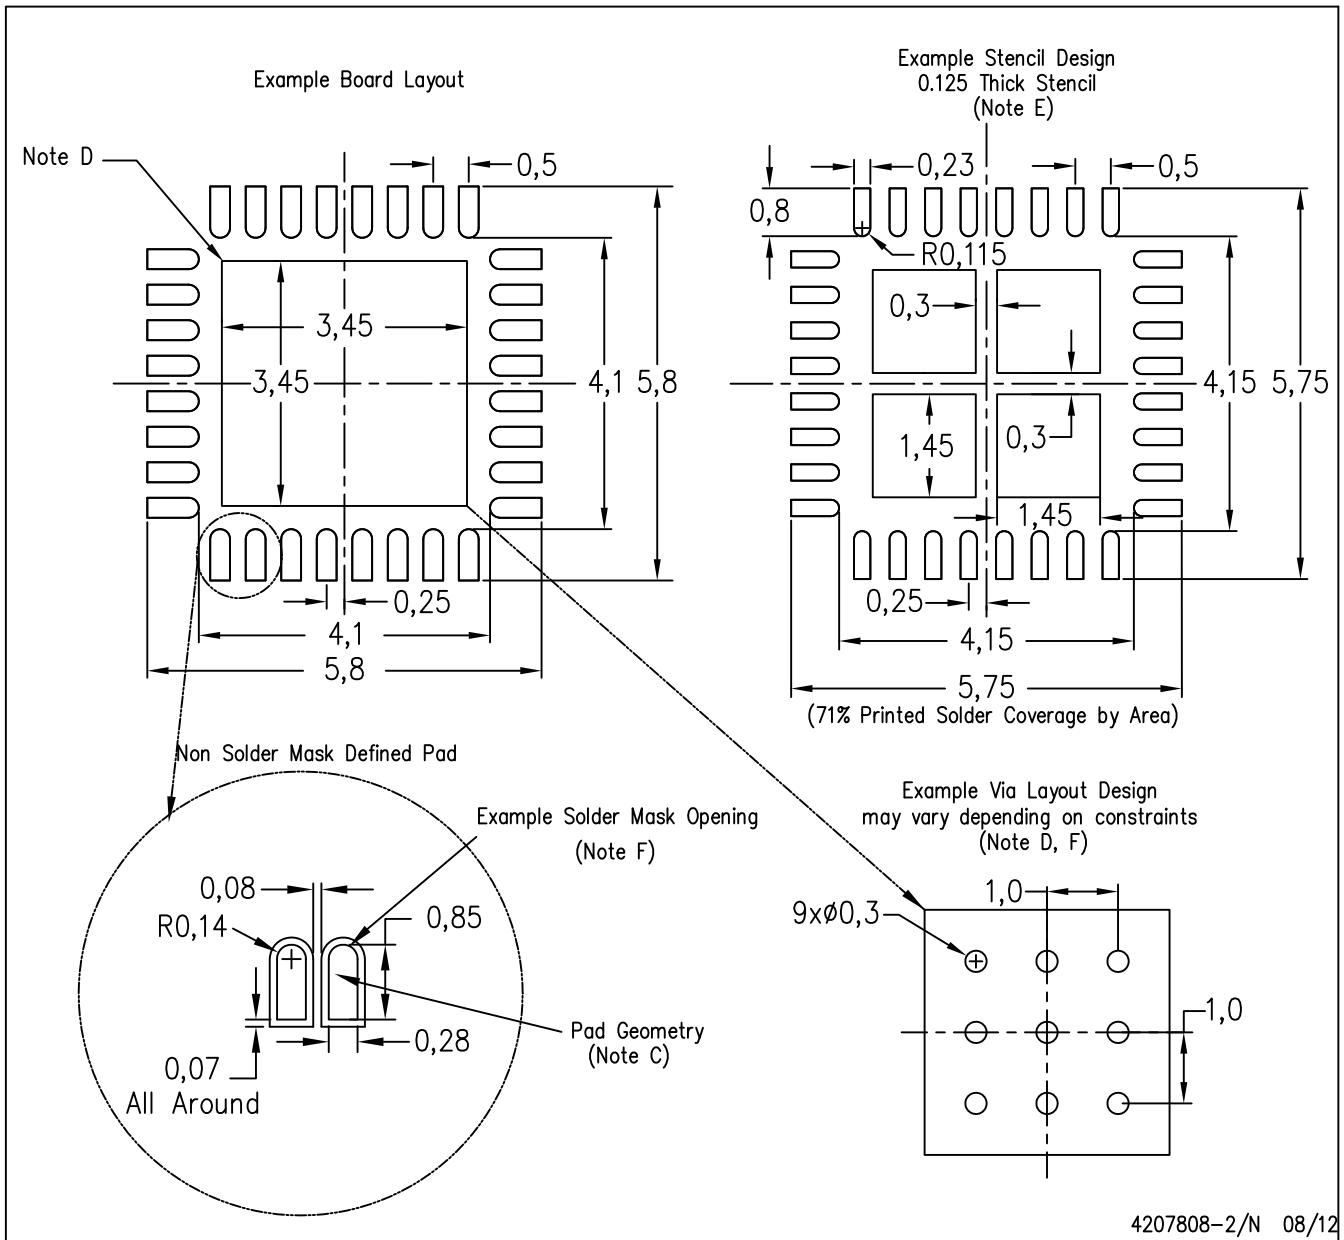 Example Board Layout
Note D
0,5
3,45
3,45
4,1
5,8
0,25
4,1
5,8
Example Stencil Design
0.125 Thick Stencil
(Note E)
0,23
0,5
0,8
R0,115
0,3
4,15
5,75
1,45
0,3
1,45
0,25
4,15
5,75
(71% Printed Solder Coverage by Area)
Non Solder Mask Defined Pad
Example Solder Mask Opening
(Note F)
0,08
R0,14
0,85
Pad Geometry
(Note C)
0,28
0,07
All Around
Example Via Layout Design
may vary depending on constraints
(Note D, F)
1,0
9xø0,3
1,0
4207808-2/N 08/12